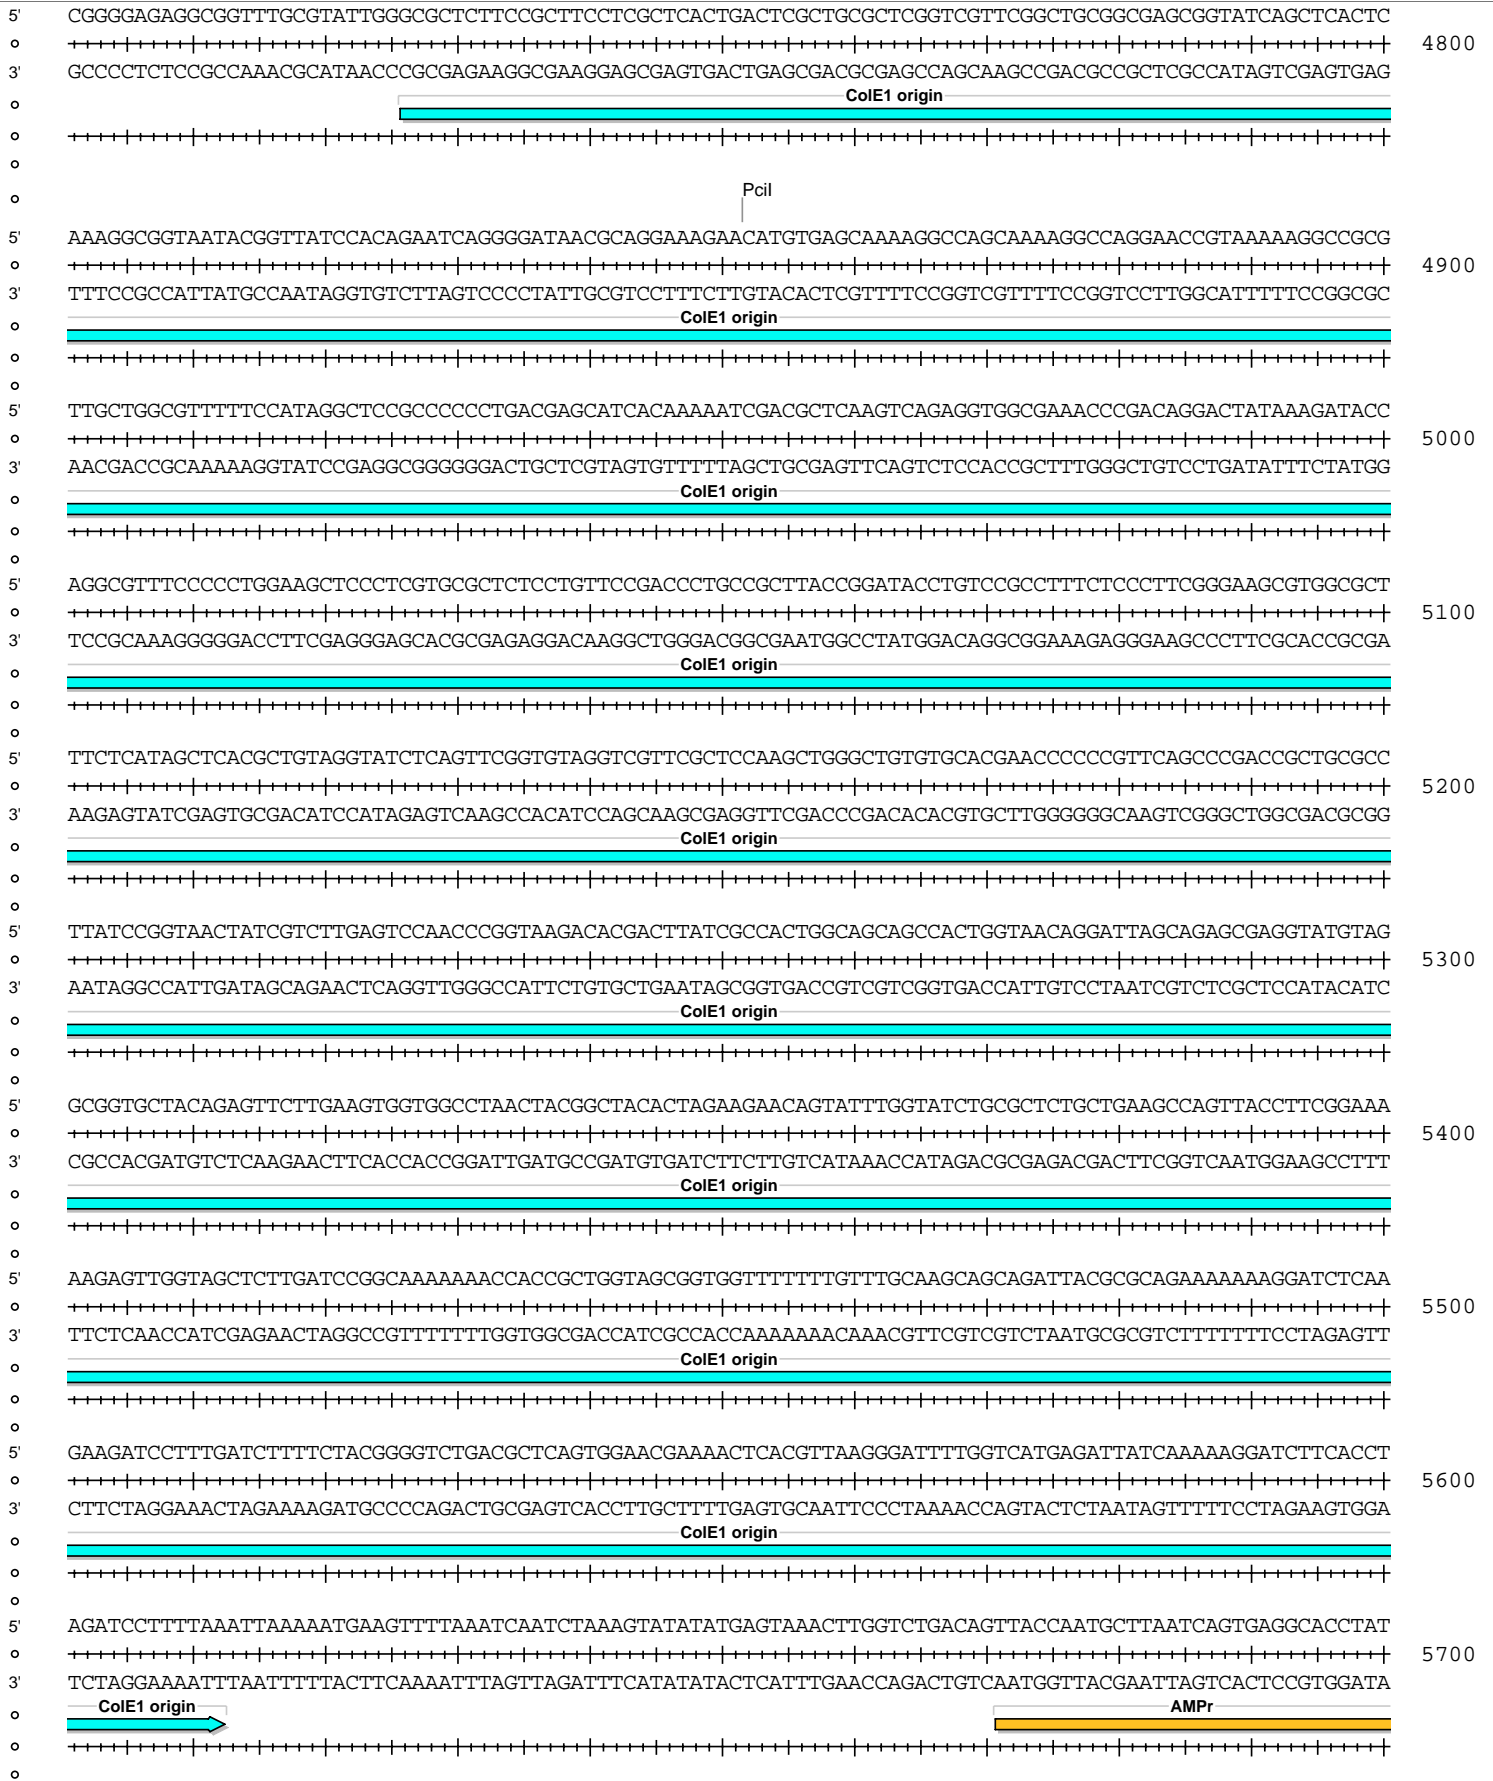 5' CGGGGAGAGGCGGTTTGCGTATTGGGCGCTCTTCCGCTTCCTCGCTCACTGACTCGCTGCGCTCGGTCGTTCGGCTGCGGCGAGCGGTATCAGCTCACTC
4800
3' GCCCCTCTCCGCCAAACGCATAACCCGCGAGAAGGCGAAGGAGCGAGTGACTGAGCGACGCGAGCCAGCAAGCCGACGCCGCTCGCCATAGTCGAGTGAG
ColE1 origin
PciI
5' AAAGGCGGTAATACGGTTATCCACAGAATCAGGGGATAACGCAGGAAAGAACATGTGAGCAAAAGGCCAGCAAAAGGCCAGGAACCGTAAAAAGGCCGCG
4900
3' TTTCCGCCATTATGCCAATAGGTGTCTTAGTCCCCTATTGCGTCCTTTCTTGTACACTCGTTTTCCGGTCGTTTTCCGGTCCTTGGCATTTTTCCGGCGC
ColE1 origin
5' TTGCTGGCGTTTTTCCATAGGCTCCGCCCCCCTGACGAGCATCACAAAAATCGACGCTCAAGTCAGAGGTGGCGAAACCCGACAGGACTATAAAGATACC
5000
3' AACGACCGCAAAAAGGTATCCGAGGCGGGGGGACTGCTCGTAGTGTTTTTAGCTGCGAGTTCAGTCTCCACCGCTTTGGGCTGTCCTGATATTTCTATGG
ColE1 origin
5' AGGCGTTTCCCCCTGGAAGCTCCCTCGTGCGCTCTCCTGTTCCGACCCTGCCGCTTACCGGATACCTGTCCGCCTTTCTCCCTTCGGGAAGCGTGGCGCT
5100
3' TCCGCAAAGGGGGACCTTCGAGGGAGCACGCGAGAGGACAAGGCTGGGACGGCGAATGGCCTATGGACAGGCGGAAAGAGGGAAGCCCTTCGCACCGCGA
ColE1 origin
5' TTCTCATAGCTCACGCTGTAGGTATCTCAGTTCGGTGTAGGTCGTTCGCTCCAAGCTGGGCTGTGTGCACGAACCCCCCGTTCAGCCCGACCGCTGCGCC
5200
3' AAGAGTATCGAGTGCGACATCCATAGAGTCAAGCCACATCCAGCAAGCGAGGTTCGACCCGACACACGTGCTTGGGGGGCAAGTCGGGCTGGCGACGCGG
ColE1 origin
5' TTATCCGGTAACTATCGTCTTGAGTCCAACCCGGTAAGACACGACTTATCGCCACTGGCAGCAGCCACTGGTAACAGGATTAGCAGAGCGAGGTATGTAG
5300
3' AATAGGCCATTGATAGCAGAACTCAGGTTGGGCCATTCTGTGCTGAATAGCGGTGACCGTCGTCGGTGACCATTGTCCTAATCGTCTCGCTCCATACATC
ColE1 origin
5' GCGGTGCTACAGAGTTCTTGAAGTGGTGGCCTAACTACGGCTACACTAGAAGAACAGTATTTGGTATCTGCGCTCTGCTGAAGCCAGTTACCTTCGGAAA
5400
3' CGCCACGATGTCTCAAGAACTTCACCACCGGATTGATGCCGATGTGATCTTCTTGTCATAAACCATAGACGCGAGACGACTTCGGTCAATGGAAGCCTTT
ColE1 origin
5' AAGAGTTGGTAGCTCTTGATCCGGCAAAAAAACCACCGCTGGTAGCGGTGGTTTTTTTGTTTGCAAGCAGCAGATTACGCGCAGAAAAAAAGGATCTCAA
5500
3' TTCTCAACCATCGAGAACTAGGCCGTTTTTTTGGTGGCGACCATCGCCACCAAAAAAACAAACGTTCGTCGTCTAATGCGCGTCTTTTTTTCCTAGAGTT
ColE1 origin
5' GAAGATCCTTTGATCTTTTCTACGGGGTCTGACGCTCAGTGGAACGAAAACTCACGTTAAGGGATTTTGGTCATGAGATTATCAAAAAGGATCTTCACCT
5600
3' CTTCTAGGAAACTAGAAAAGATGCCCCAGACTGCGAGTCACCTTGCTTTTGAGTGCAATTCCCTAAAACCAGTACTCTAATAGTTTTTCCTAGAAGTGGA
ColE1 origin
5' AGATCCTTTTAAATTAAAAATGAAGTTTTAAATCAATCTAAAGTATATATGAGTAAACTTGGTCTGACAGTTACCAATGCTTAATCAGTGAGGCACCTAT
5700
3' TCTAGGAAAATTTAATTTTTACTTCAAAATTTAGTTAGATTTCATATATACTCATTTGAACCAGACTGTCAATGGTTACGAATTAGTCACTCCGTGGATA
ColE1 origin AMPr